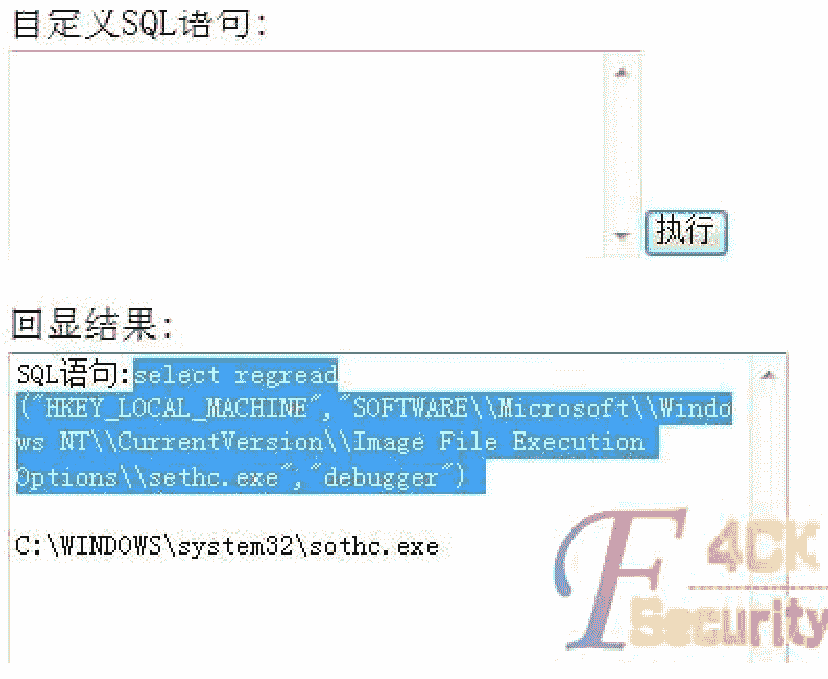 自定义SQL语句：
执行
回显结果：
SQL语句:select regread
("HKEY_LOCAL_MACHINE","SOFTWARE\\Microsoft\\Windo
ws NT\\CurrentVersion\\Image File Execution
Options\\sethc.exe","debugger")
C:\WINDOWS\system32\sothc.exe
F4CK
Security